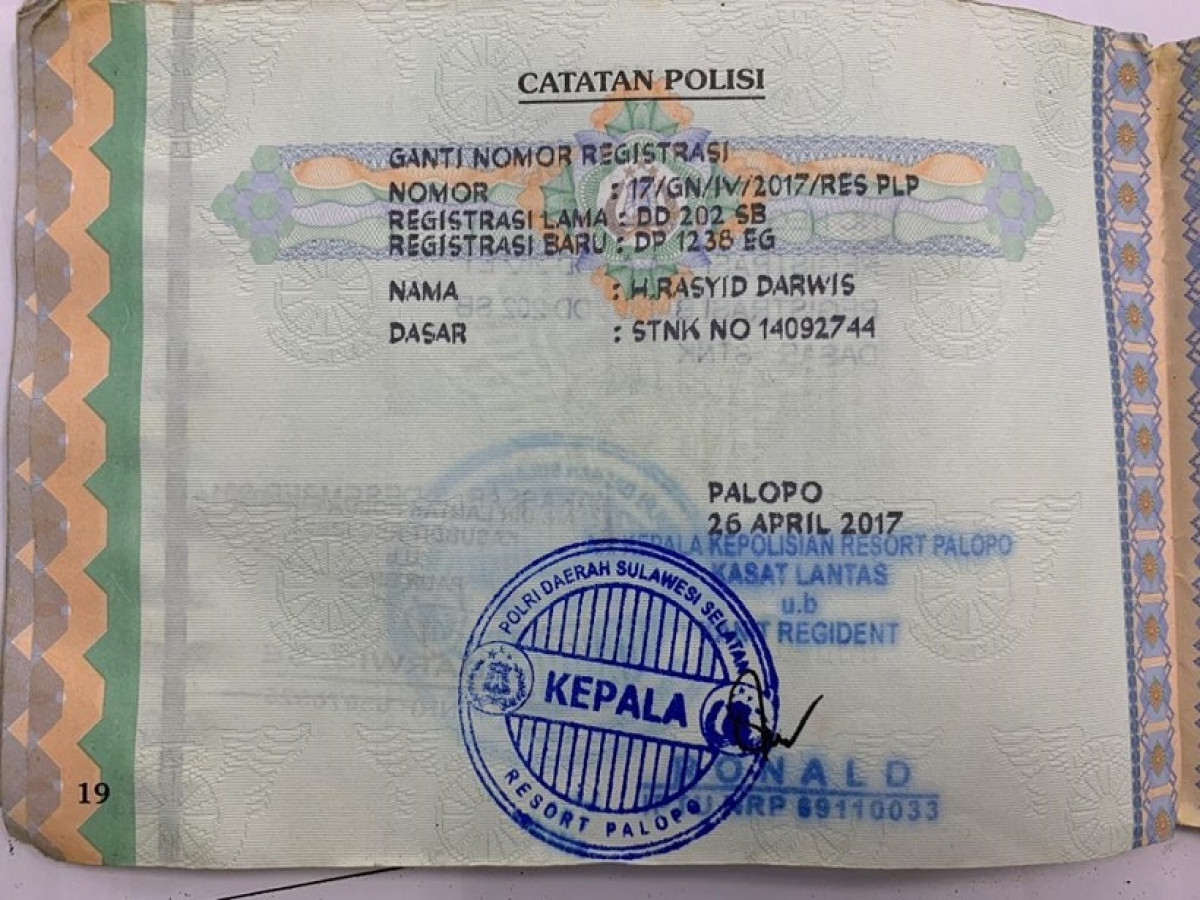 CATATAN POLISI
GANTI NOMOR REGISTRASI
NOMOR : 17/GN/IV/2017/RES PLP
REGISTRASI LAMA : DD 202 SB
REGISTRASI BARU : DP 1238 EG
NAMA : H.RASYID DARWIS
DASAR : STNK NO 14092744
PALOPO
26 APRIL 2017
KEPALA KEPOLISIAN RESORT PALOPO
KASAT LANTAS
u.b
REGIDENT
POLRI DAERAH SULAWESI SELATAN
KEPALA
RESORT PALOPO
DONALD
NRP 69110033
19